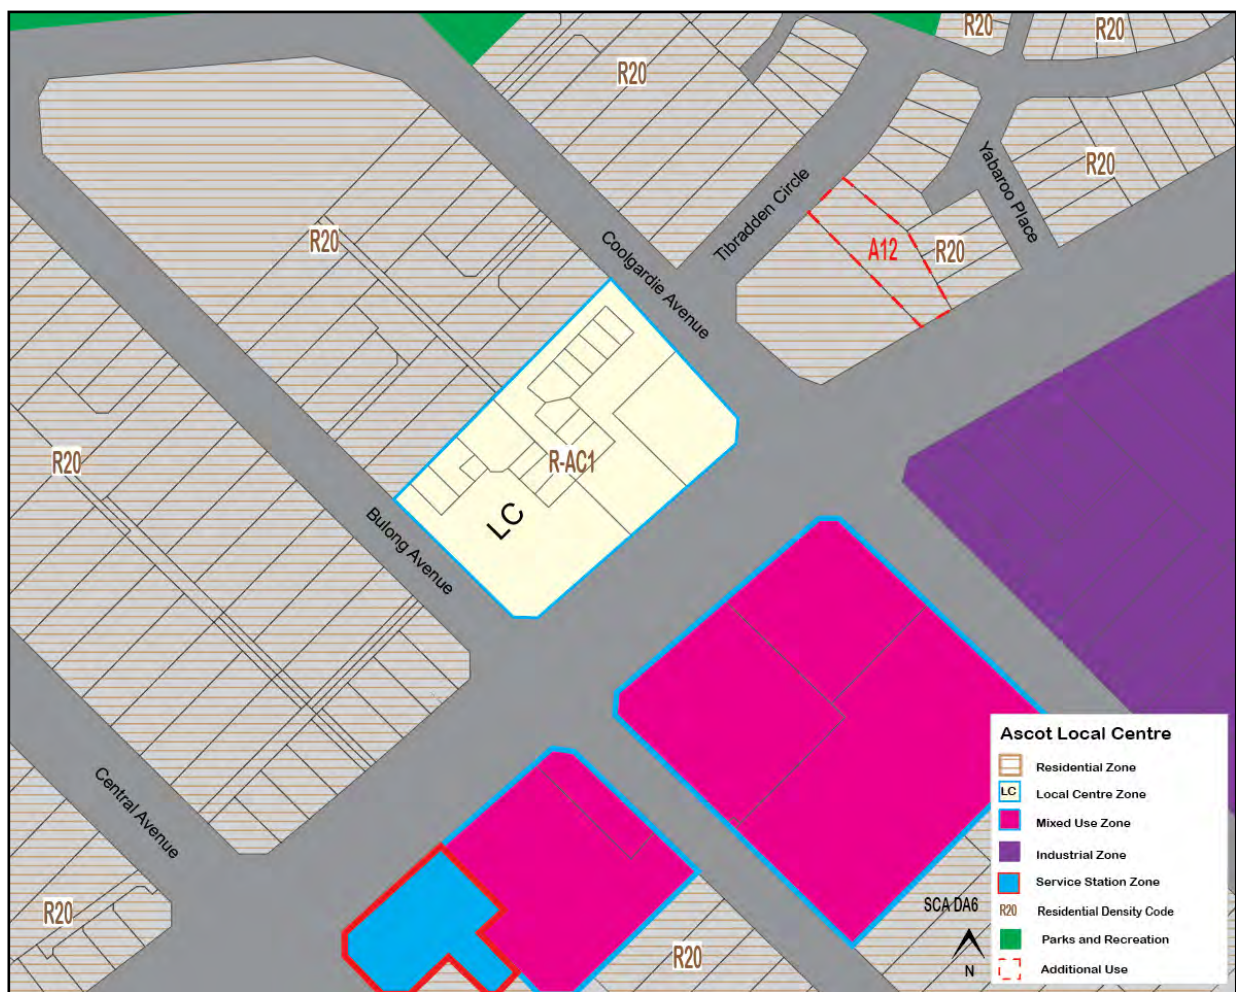 R20
R20
R20
Yabaroo Place
R20
Tibradden Circle
Coolgardie Avenue
R20
A12
R20
R20
R-AC1
LC
Bulong Avenue
Central Avenue
R20
R20
SCA DA6
N
Ascot Local Centre
Residential Zone
LC Local Centre Zone
Mixed Use Zone
Industrial Zone
Service Station Zone
R20 Residential Density Code
Parks and Recreation
Additional Use